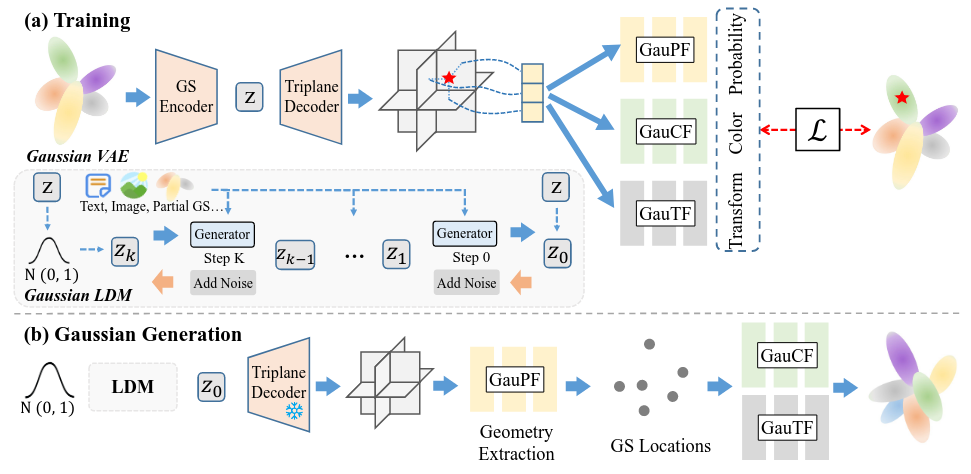 (a) Training
GS
Encoder
Z
Triplane
Decoder
GauPF
GauCF
GauTF
Probability
Color
Transform
ℒ
Gaussian VAE
Z
Text, Image, Partial GS…
N (0, 1)
Z_k
Generator
Step K
Add Noise
Z_{k−1}
...
Z_1
Generator
Step 0
Add Noise
Z
Z_0
Gaussian LDM
(b) Gaussian Generation
N (0, 1)
LDM
Z_0
Triplane
Decoder
GauPF
Geometry
Extraction
GS Locations
GauCF
GauTF